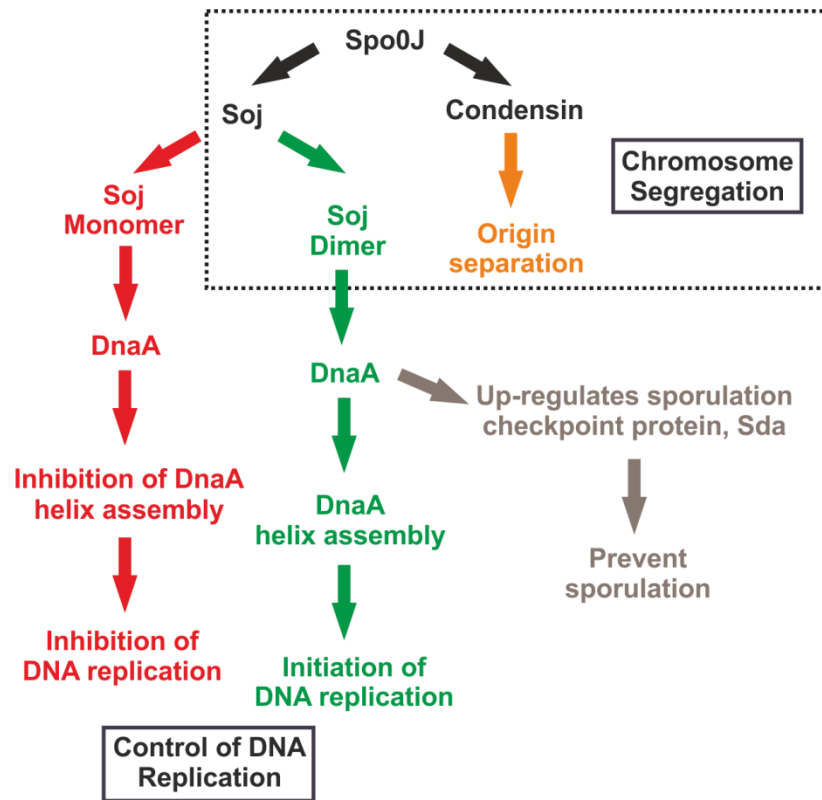 Spo0J
Soj
Condensin
Chromosome
Segregation
Soj
Monomer
Soj
Dimer
Origin
separation
DnaA
DnaA
Up-regulates sporulation
checkpoint protein, Sda
Inhibition of DnaA
helix assembly
DnaA
helix assembly
Prevent
sporulation
Inhibition of
DNA replication
Initiation of
DNA replication
Control of DNA
Replication